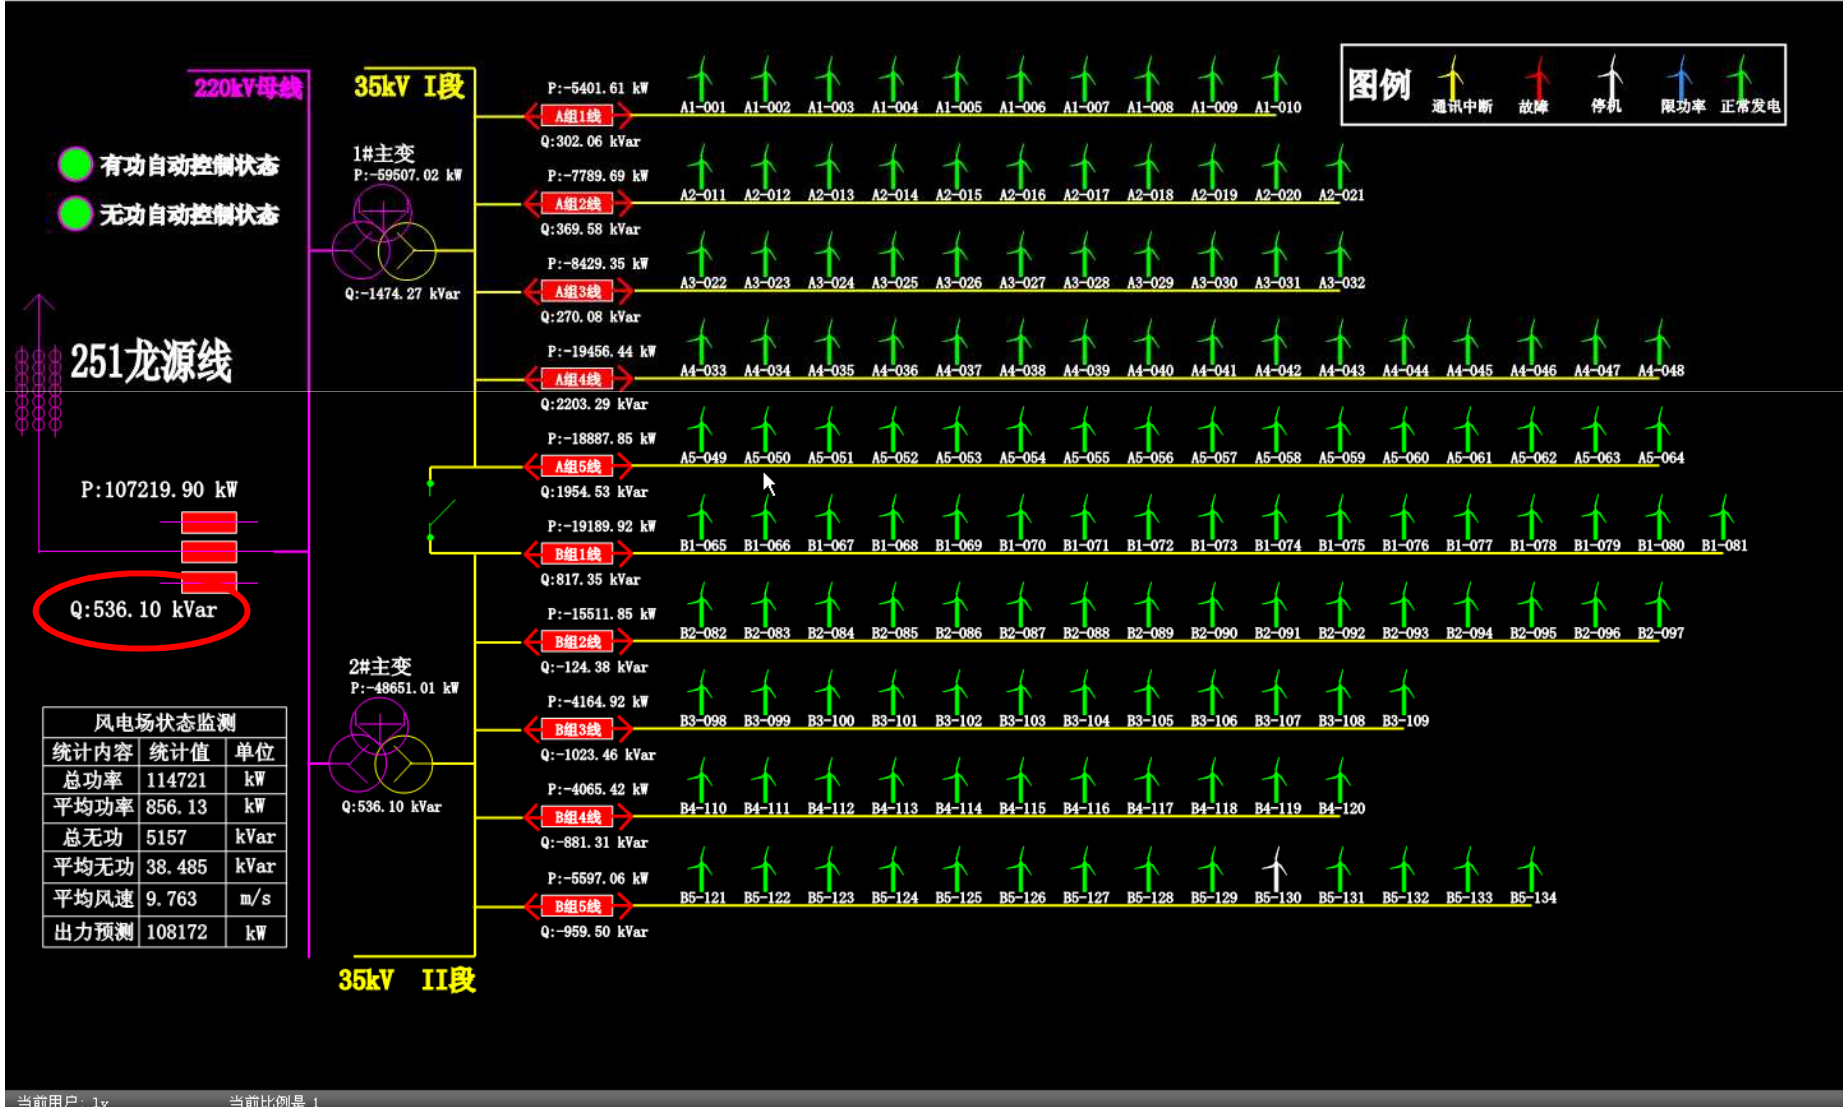 220kV母线
有功自动控制状态
无功自动控制状态
251龙源线
P:107219.90 kW
Q:536.10 kVar
风电场状态监测
统计内容 统计值 单位
总功率 114721 kW
平均功率 856.13 kW
总无功 5157 kVar
平均无功 38.485 kVar
平均风速 9.763 m/s
出力预测 108172 kW
35kV I段
1#主变
P:-59507.02 kW
Q:-1474.27 kVar
2#主变
P:-48651.01 kW
Q:536.10 kVar
35kV II段
图例
通讯中断 故障 停机 限功率 正常发电
P:-5401.61 kW
A组1线
Q:302.06 kVar
A1-001 A1-002 A1-003 A1-004 A1-005 A1-006 A1-007 A1-008 A1-009 A1-010
P:-7789.69 kW
A组2线
Q:369.58 kVar
A2-011 A2-012 A2-013 A2-014 A2-015 A2-016 A2-017 A2-018 A2-019 A2-020 A2-021
P:-8429.35 kW
A组3线
Q:270.08 kVar
A3-022 A3-023 A3-024 A3-025 A3-026 A3-027 A3-028 A3-029 A3-030 A3-031 A3-032
P:-19456.44 kW
A组4线
Q:2203.29 kVar
A4-033 A4-034 A4-035 A4-036 A4-037 A4-038 A4-039 A4-040 A4-041 A4-042 A4-043 A4-044 A4-045 A4-046 A4-047 A4-048
P:-18887.85 kW
A组5线
Q:1954.53 kVar
A5-049 A5-050 A5-051 A5-052 A5-053 A5-054 A5-055 A5-056 A5-057 A5-058 A5-059 A5-060 A5-061 A5-062 A5-063 A5-064
P:-19189.92 kW
B组1线
Q:817.35 kVar
B1-065 B1-066 B1-067 B1-068 B1-069 B1-070 B1-071 B1-072 B1-073 B1-074 B1-075 B1-076 B1-077 B1-078 B1-079 B1-080 B1-081
P:-15511.85 kW
B组2线
Q:-124.38 kVar
B2-082 B2-083 B2-084 B2-085 B2-086 B2-087 B2-088 B2-089 B2-090 B2-091 B2-092 B2-093 B2-094 B2-095 B2-096 B2-097
P:-4164.92 kW
B组3线
Q:-1023.46 kVar
B3-098 B3-099 B3-100 B3-101 B3-102 B3-103 B3-104 B3-105 B3-106 B3-107 B3-108 B3-109
P:-4065.42 kW
B组4线
Q:-881.31 kVar
B4-110 B4-111 B4-112 B4-113 B4-114 B4-115 B4-116 B4-117 B4-118 B4-119 B4-120
P:-5597.06 kW
B组5线
Q:-959.50 kVar
B5-121 B5-122 B5-123 B5-124 B5-125 B5-126 B5-127 B5-128 B5-129 B5-130 B5-131 B5-132 B5-133 B5-134
当前用户: 当前比例是 1